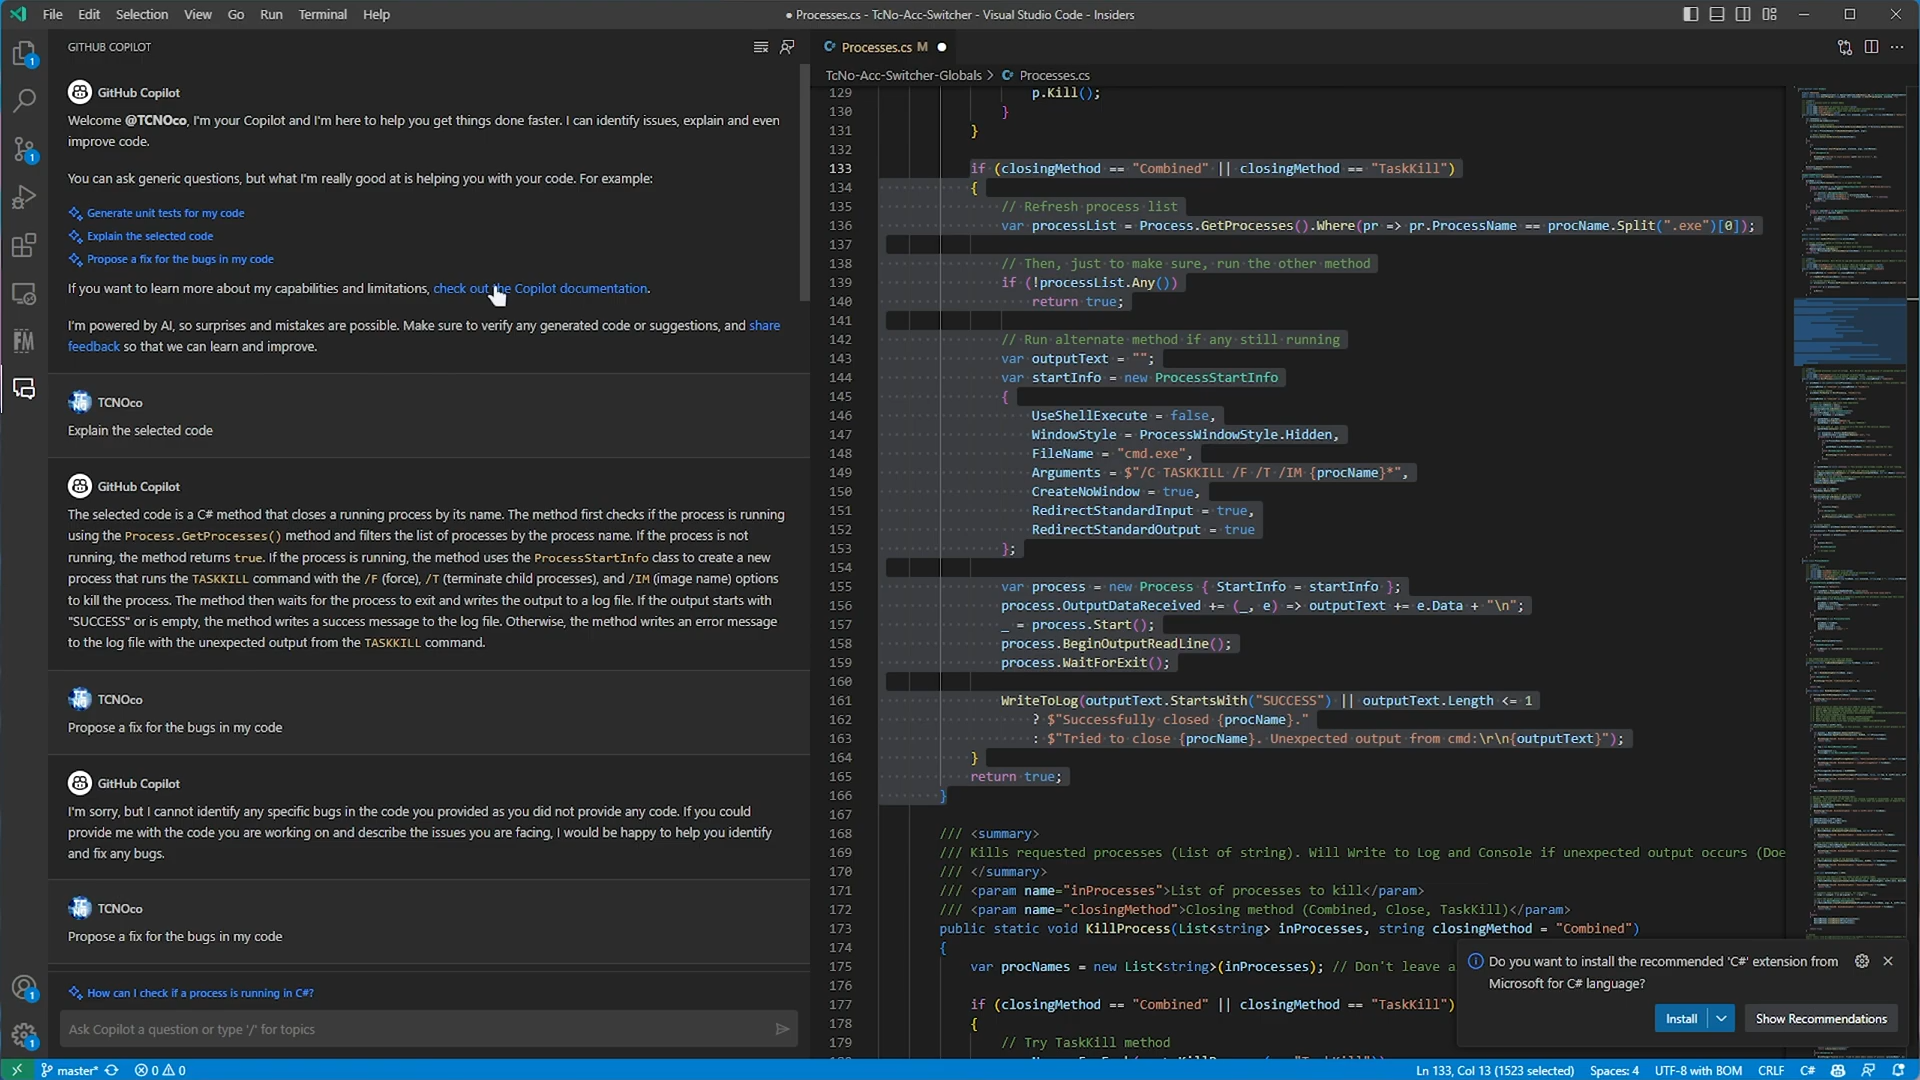 File Edit Selection View Go Run Terminal Help
● Processes.cs - TcNo-Acc-Switcher - Visual Studio Code - Insiders
GITHUB COPILOT
GitHub Copilot
Welcome @TCNOco, I'm your Copilot and I'm here to help you get things done faster. I can identify issues, explain and even
improve code.
You can ask generic questions, but what I'm really good at is helping you with your code. For example:
Generate unit tests for my code
Explain the selected code
Propose a fix for the bugs in my code
If you want to learn more about my capabilities and limitations, check out the Copilot documentation.
I'm powered by AI, so surprises and mistakes are possible. Make sure to verify any generated code or suggestions, and share
feedback so that we can learn and improve.
TCNOco
Explain the selected code
GitHub Copilot
The selected code is a C# method that closes a running process by its name. The method first checks if the process is running
using the Process.GetProcesses() method and filters the list of processes by the process name. If the process is not
running, the method returns true. If the process is running, the method uses the ProcessStartInfo class to create a new
process that runs the TASKKILL command with the /F (force), /T (terminate child processes), and /IM (image name) options
to kill the process. The method then waits for the process to exit and writes the output to a log file. If the output starts with
"SUCCESS" or is empty, the method writes a success message to the log file. Otherwise, the method writes an error message
to the log file with the unexpected output from the TASKKILL command.
TCNOco
Propose a fix for the bugs in my code
GitHub Copilot
I'm sorry, but I cannot identify any specific bugs in the code you provided as you did not provide any code. If you could
provide me with the code you are working on and describe the issues you are facing, I would be happy to help you identify
and fix any bugs.
TCNOco
Propose a fix for the bugs in my code
How can I check if a process is running in C#?
Ask Copilot a question or type '/' for topics
Processes.cs M
TcNo-Acc-Switcher-Globals > Processes.cs
129 p.Kill();
130 }
131 }
132
133 if (closingMethod == "Combined" || closingMethod == "TaskKill")
134 {
135 // Refresh process list
136 var processList = Process.GetProcesses().Where(pr => pr.ProcessName == procName.Split(".exe")[0]);
137
138 // Then, just to make sure, run the other method
139 if (!processList.Any())
140 return true;
141
142 // Run alternate method if any still running
143 var outputText = "";
144 var startInfo = new ProcessStartInfo
145 {
146 UseShellExecute = false,
147 WindowStyle = ProcessWindowStyle.Hidden,
148 FileName = "cmd.exe",
149 Arguments = $"/C TASKKILL /F /T /IM {procName}*",
150 CreateNoWindow = true,
151 RedirectStandardInput = true,
152 RedirectStandardOutput = true
153 };
154
155 var process = new Process { StartInfo = startInfo };
156 process.OutputDataReceived += (_, e) => outputText += e.Data + "\n";
157 _ = process.Start();
158 process.BeginOutputReadLine();
159 process.WaitForExit();
160
161 WriteToLog(outputText.StartsWith("SUCCESS") || outputText.Length <= 1
162 ? $"Successfully closed {procName}."
163 : $"Tried to close {procName}. Unexpected output from cmd:\r\n{outputText}");
164 }
165 return true;
166 }
167
168 /// <summary>
169 /// Kills requested processes (List of string). Will Write to Log and Console if unexpected output occurs (Doe
170 /// </summary>
171 /// <param name="inProcesses">List of processes to kill</param>
172 /// <param name="closingMethod">Closing method (Combined, Close, TaskKill)</param>
173 public static void KillProcess(List<string> inProcesses, string closingMethod = "Combined")
174 {
175 var procNames = new List<string>(inProcesses); // Don't leave a
176
177 if (closingMethod == "Combined" || closingMethod == "TaskKill")
178 {
179 // Try TaskKill method
Do you want to install the recommended 'C#' extension from
Microsoft for C# language?
Install
Show Recommendations
master* 0 0
Ln 133, Col 13 (1523 selected) Spaces: 4 UTF-8 with BOM CRLF C#